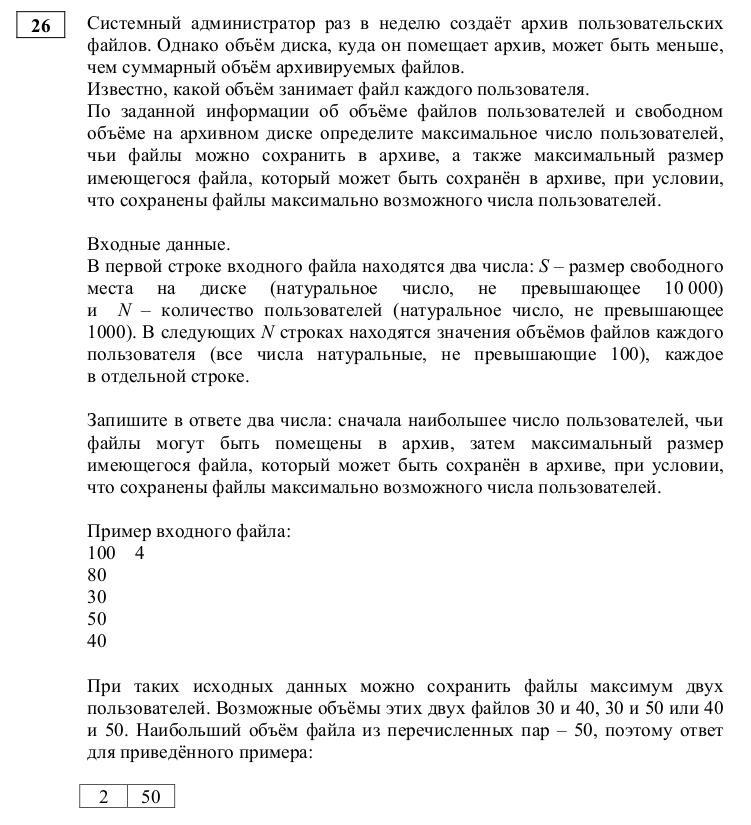 26
Системный администратор раз в неделю создаёт архив пользовательских
файлов. Однако объём диска, куда он помещает архив, может быть меньше,
чем суммарный объём архивируемых файлов.
Известно, какой объём занимает файл каждого пользователя.
По заданной информации об объёме файлов пользователей и свободном
объёме на архивном диске определите максимальное число пользователей,
чьи файлы можно сохранить в архиве, а также максимальный размер
имеющегося файла, который может быть сохранён в архиве, при условии,
что сохранены файлы максимально возможного числа пользователей.
Входные данные.
В первой строке входного файла находятся два числа: S – размер свободного
места на диске (натуральное число, не превышающее 10 000)
и N – количество пользователей (натуральное число, не превышающее
1000). В следующих N строках находятся значения объёмов файлов каждого
пользователя (все числа натуральные, не превышающие 100), каждое
в отдельной строке.
Запишите в ответе два числа: сначала наибольшее число пользователей, чьи
файлы могут быть помещены в архив, затем максимальный размер
имеющегося файла, который может быть сохранён в архиве, при условии,
что сохранены файлы максимально возможного числа пользователей.
Пример входного файла:
100 4
80
30
50
40
При таких исходных данных можно сохранить файлы максимум двух
пользователей. Возможные объёмы этих двух файлов 30 и 40, 30 и 50 или 40
и 50. Наибольший объём файла из перечисленных пар – 50, поэтому ответ
для приведённого примера:
2 50